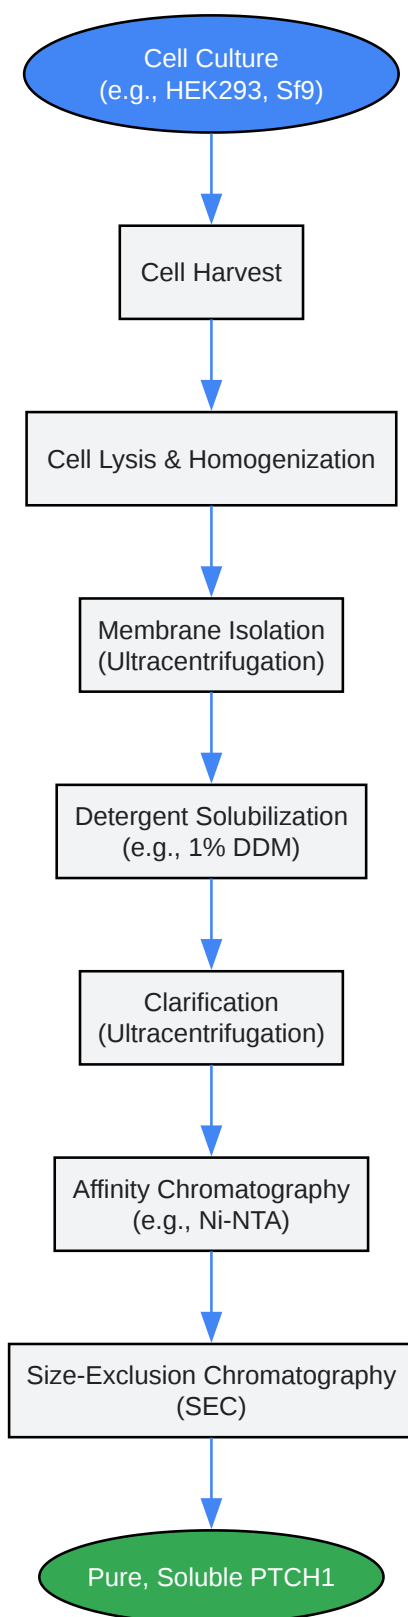 Cell Culture
(e.g., HEK293, Sf9)
Cell Harvest
Cell Lysis & Homogenization
Membrane Isolation
(Ultracentrifugation)
Detergent Solubilization
(e.g., 1% DDM)
Clarification
(Ultracentrifugation)
Affinity Chromatography
(e.g., Ni-NTA)
Size-Exclusion Chromatography
(SEC)
Pure, Soluble PTCH1